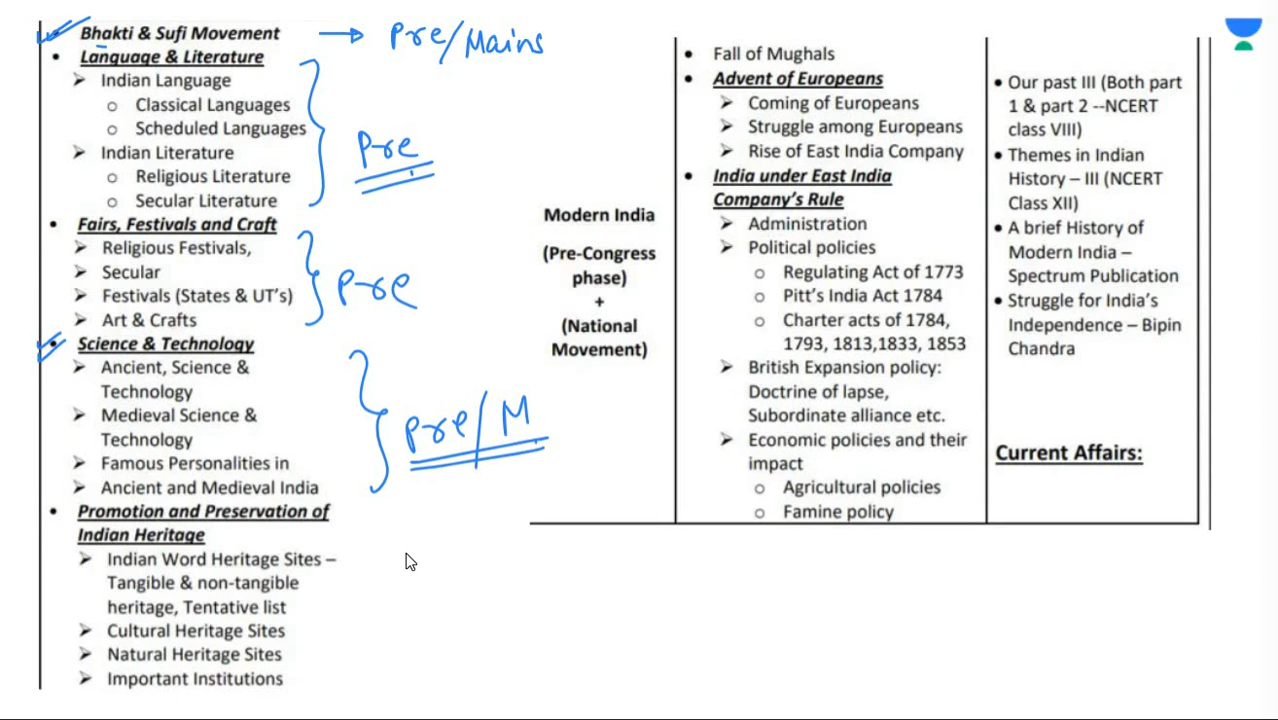 • Bhakti & Sufi Movement → Pre/Mains
• Language & Literature
➢ Indian Language
o Classical Languages
o Scheduled Languages
➢ Indian Literature
o Religious Literature
o Secular Literature
Pre
• Fairs, Festivals and Craft
➢ Religious Festivals,
➢ Secular
➢ Festivals (States & UT's)
➢ Art & Crafts
Pre
• Science & Technology
➢ Ancient, Science &
Technology
➢ Medieval Science &
Technology
➢ Famous Personalities in
➢ Ancient and Medieval India
Pre/M
• Promotion and Preservation of
Indian Heritage
➢ Indian Word Heritage Sites –
Tangible & non-tangible
heritage, Tentative list
➢ Cultural Heritage Sites
➢ Natural Heritage Sites
➢ Important Institutions
Modern India
(Pre-Congress
phase)
+
(National
Movement)
• Fall of Mughals
• Advent of Europeans
➢ Coming of Europeans
➢ Struggle among Europeans
➢ Rise of East India Company
• India under East India
Company's Rule
➢ Administration
➢ Political policies
o Regulating Act of 1773
o Pitt's India Act 1784
o Charter acts of 1784,
1793, 1813,1833, 1853
➢ British Expansion policy:
Doctrine of lapse,
Subordinate alliance etc.
➢ Economic policies and their
impact
o Agricultural policies
o Famine policy
• Our past III (Both part
1 & part 2 --NCERT
class VIII)
• Themes in Indian
History – III (NCERT
Class XII)
• A brief History of
Modern India –
Spectrum Publication
• Struggle for India's
Independence – Bipin
Chandra
Current Affairs: